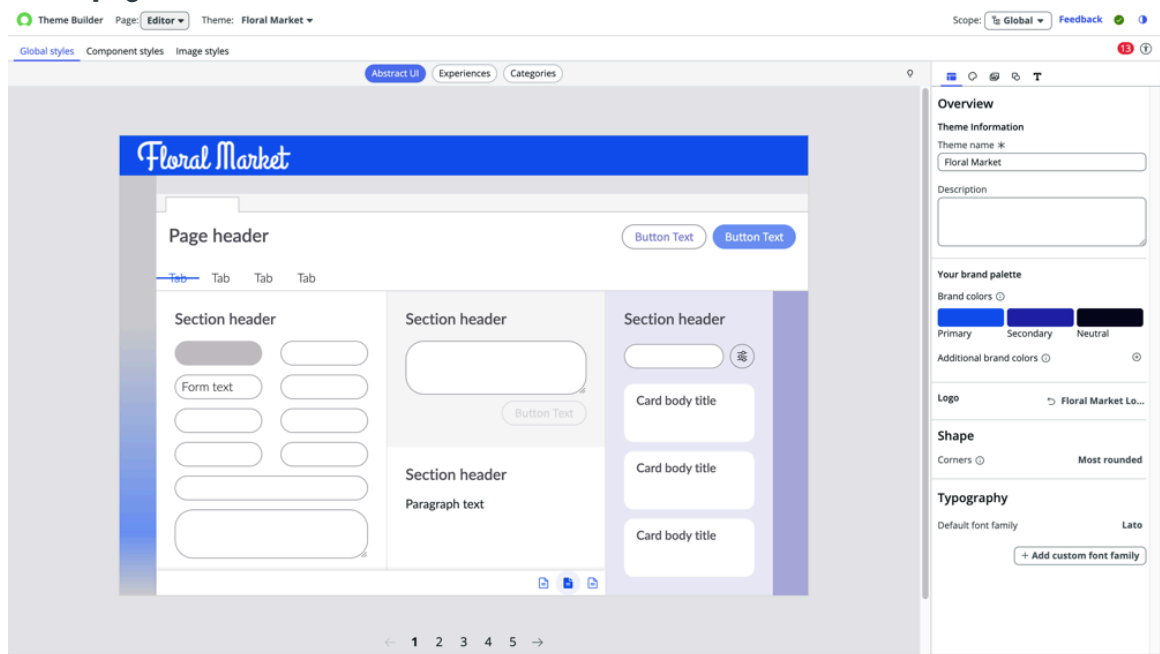 Theme Builder Page: Editor Theme: Floral Market Scope: Global Feedback
Global styles Component styles Image styles 13
Abstract UI Experiences Categories
Overview
Theme Information
Theme name *
Floral Market
Description
Your brand palette
Brand colors
Primary Secondary Neutral
Additional brand colors
Logo Floral Market Lo...
Shape
Corners Most rounded
Typography
Default font family Lato
+ Add custom font family
Floral Market
Page header Button Text Button Text
Tab Tab Tab Tab
Section header
Form text
Section header
Button Text
Section header
Paragraph text
Section header
Card body title
Card body title
Card body title
← 1 2 3 4 5 →